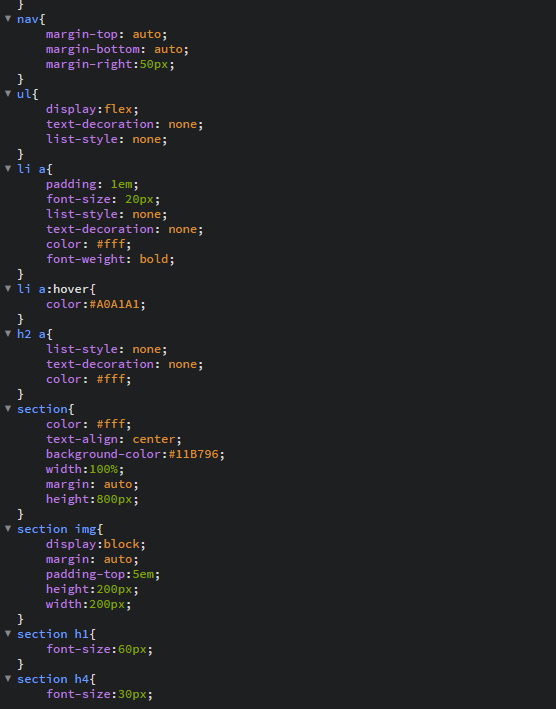 }
nav{
margin-top: auto;
margin-bottom: auto;
margin-right:50px;
}
ul{
display:flex;
text-decoration: none;
list-style: none;
}
li a{
padding: 1em;
font-size: 20px;
list-style: none;
text-decoration: none;
color: #fff;
font-weight: bold;
}
li a:hover{
color:#A0A1A1;
}
h2 a{
list-style: none;
text-decoration: none;
color: #fff;
}
section{
color: #fff;
text-align: center;
background-color:#11B796;
width:100%;
margin: auto;
height:800px;
}
section img{
display:block;
margin: auto;
padding-top:5em;
height:200px;
width:200px;
}
section h1{
font-size:60px;
}
section h4{
font-size:30px;